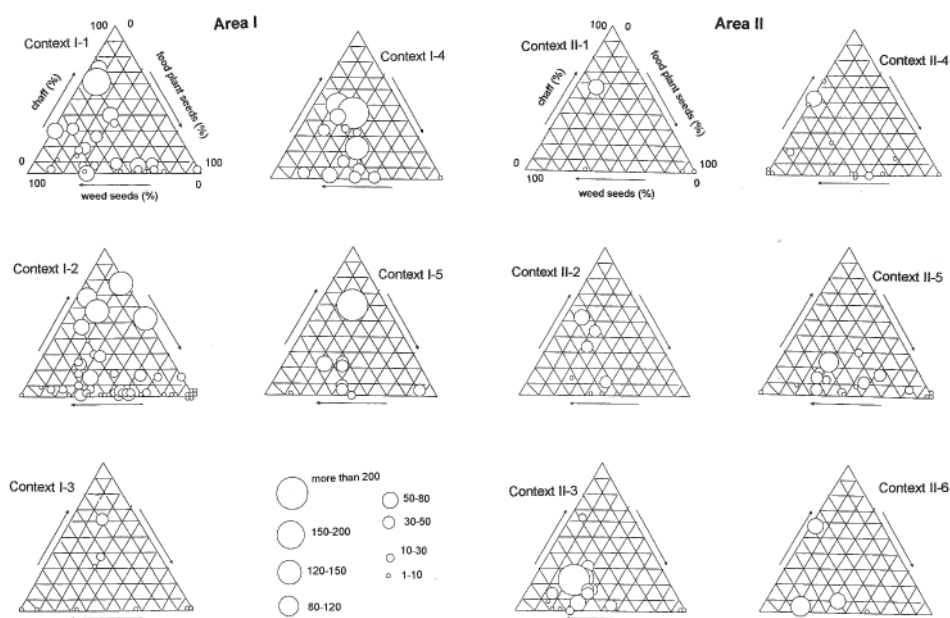 Area I
Area II
100
0
Context I-1
chaff (%)
food plant seeds (%)
0
100
100
0
weed seeds (%)
Context I-4
100
0
Context II-1
chaff (%)
food plant seeds (%)
0
100
100
0
weed seeds (%)
Context II-4
Context I-2
Context I-5
Context II-2
Context II-5
Context I-3
more than 200
150-200
120-150
80-120
50-80
30-50
10-30
1-10
Context II-3
Context II-6